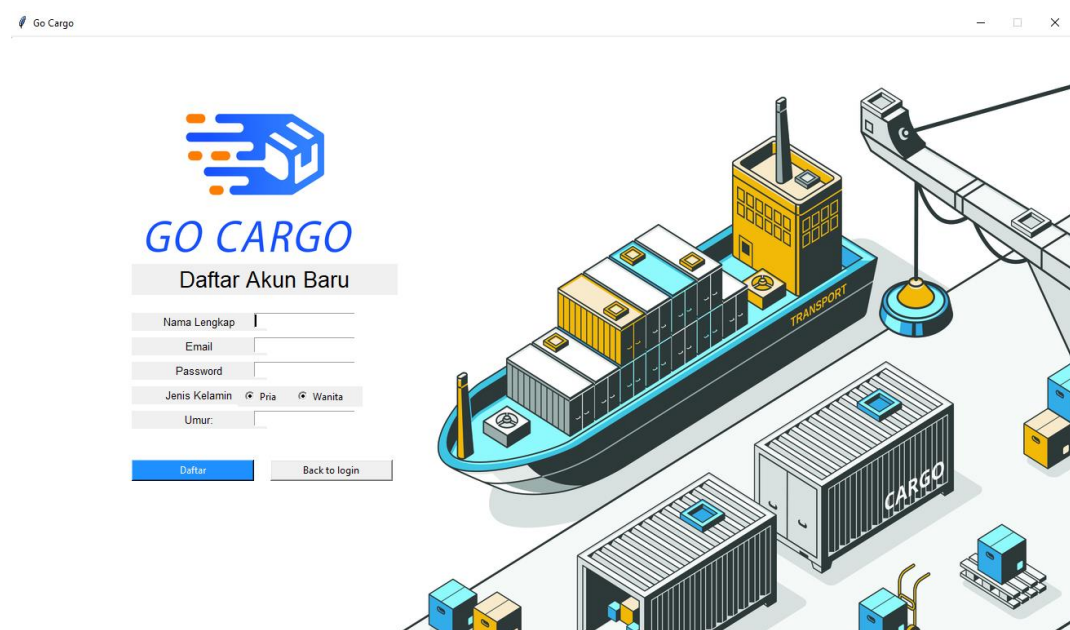 Go Cargo
GO CARGO
Daftar Akun Baru
Nama Lengkap
Email
Password
Jenis Kelamin Pria Wanita
Umur:
Daftar Back to login
TRANSPORT
CARGO